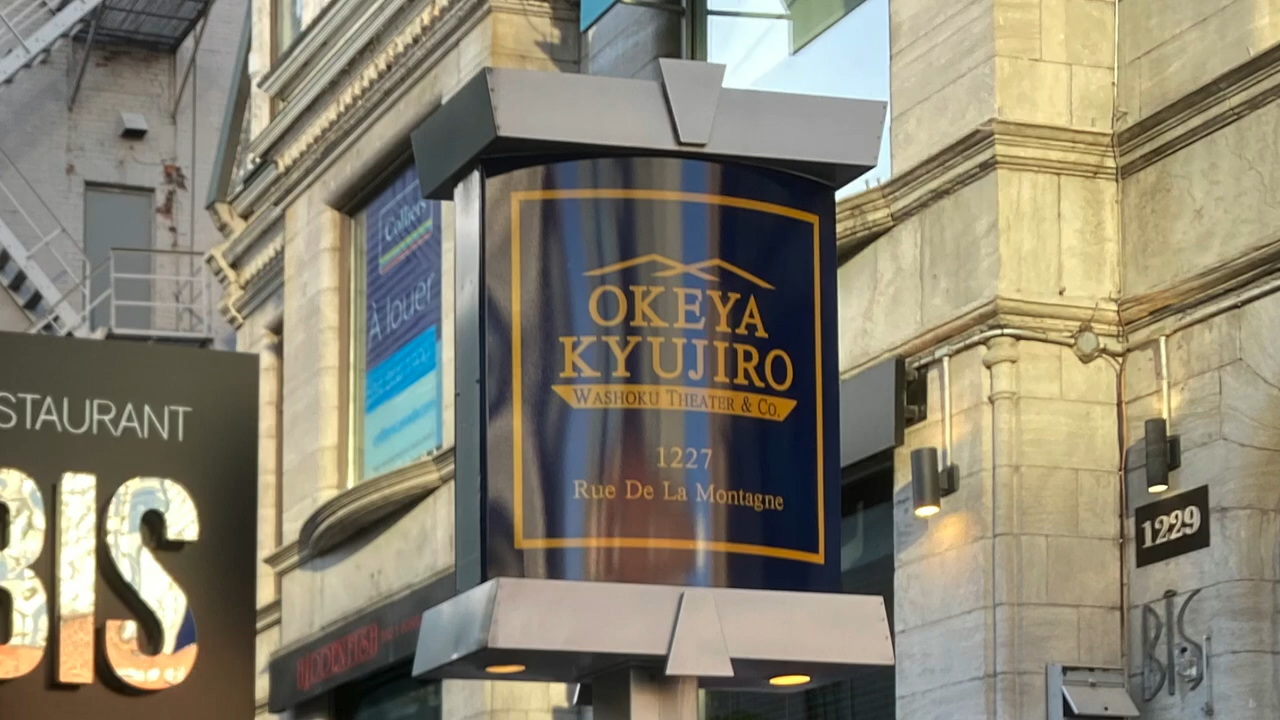 Colliers
À louer
OKEYA
KYUJIRO
WASHOKU THEATER & CO.
1227
Rue De La Montagne
STAURANT
BIS
HIDDEN FISH
1229
BIS